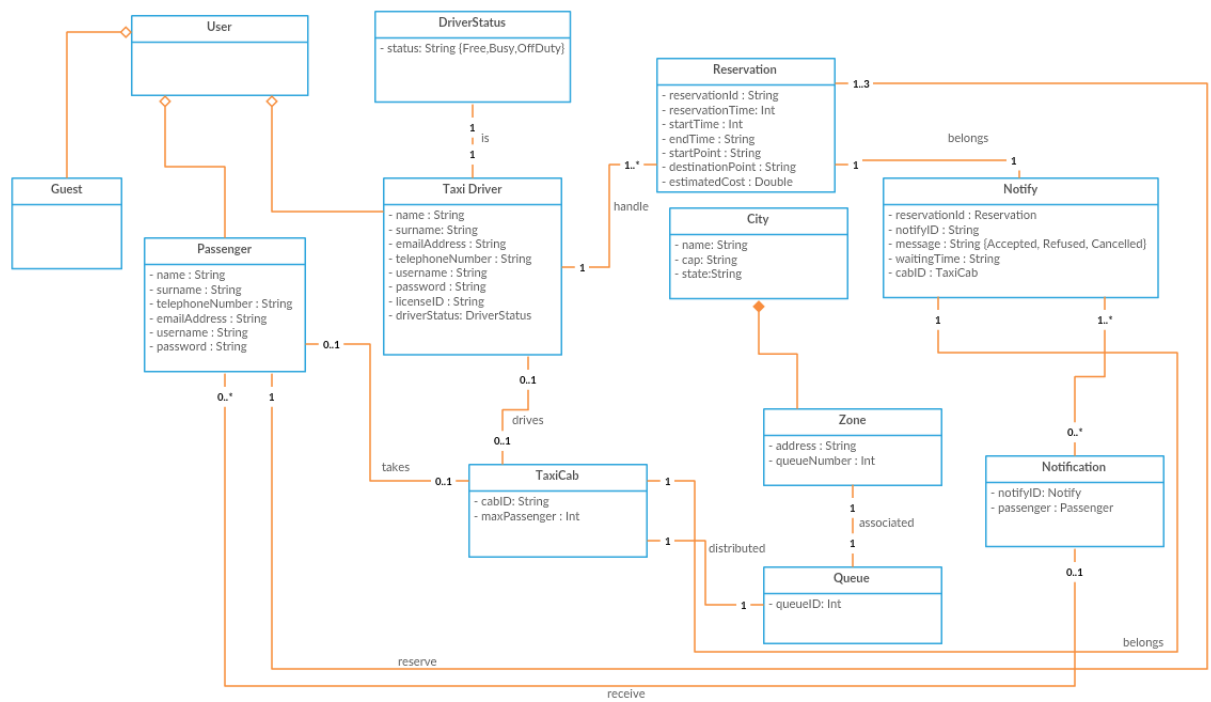 User
DriverStatus
- status: String {Free,Busy,OffDuty}
1
is
1
Reservation
- reservationId : String
- reservationTime: Int
- startTime : Int
- endTime : String
- startPoint : String
- destinationPoint : String
- estimatedCost : Double
1..3
belongs
1
1
1..*
handle
1
Guest
Taxi Driver
- name : String
- surname: String
- emailAddress : String
- telephoneNumber : String
- username : String
- password : String
- licenseID : String
- driverStatus: DriverStatus
Notify
- reservationId : Reservation
- notifyID : String
- message : String {Accepted, Refused, Cancelled}
- waitingTime : String
- cabID : TaxiCab
City
- name: String
- cap: String
- state:String
Passenger
- name : String
- surname : String
- telephoneNumber : String
- emailAddress : String
- username : String
- password : String
0..1
0..*
1
0..1
drives
0..1
takes
0..1
1
1..*
0..*
Zone
- address : String
- queueNumber : Int
Notification
- notifyID: Notify
- passenger : Passenger
TaxiCab
- cabID: String
- maxPassenger : Int
1
1
distributed
1
1
associated
1
Queue
- queueID: Int
0..1
belongs
reserve
receive